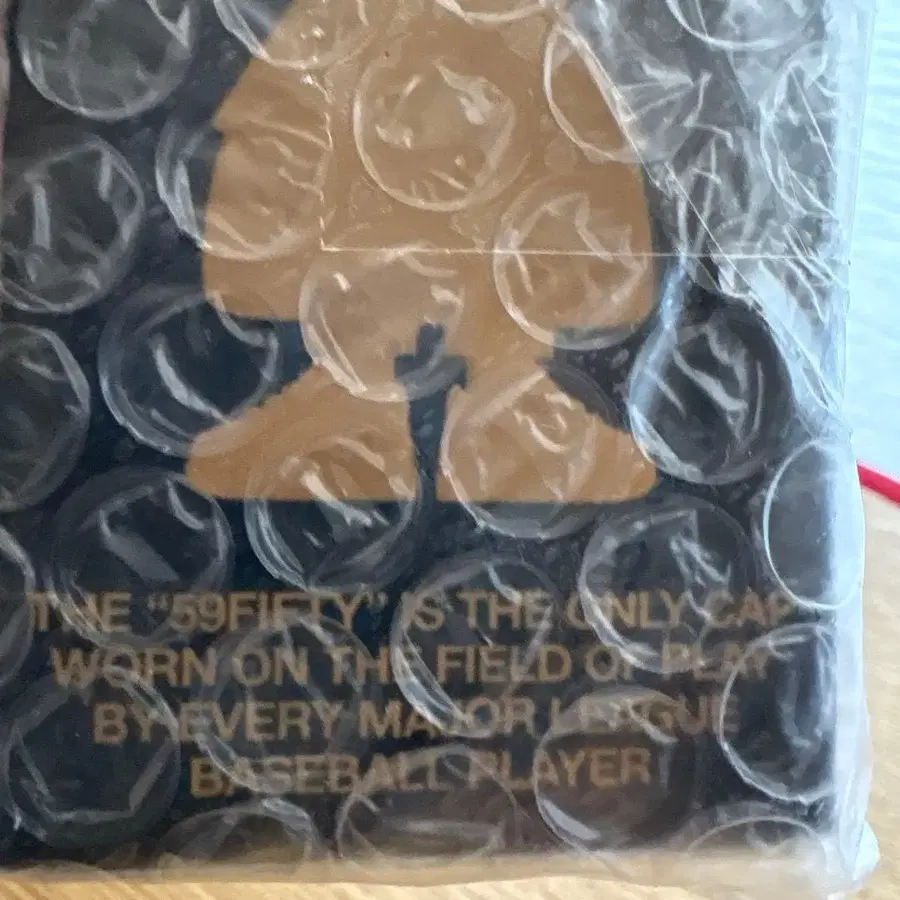 THE "59FIFTY" IS THE ONLY CAP
WORN ON THE FIELD OF PLAY
BY EVERY MAJOR LEAGUE
BASEBALL PLAYER